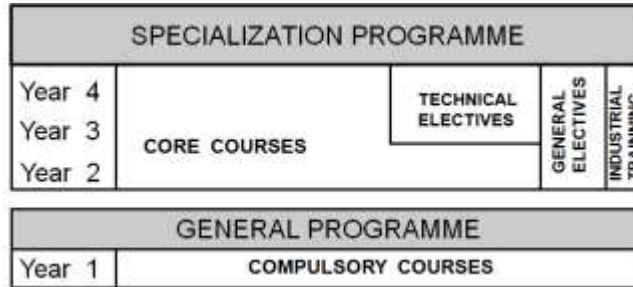 SPECIALIZATION PROGRAMME
Year 4
Year 3
Year 2
CORE COURSES
TECHNICAL
ELECTIVES
GENERAL
ELECTIVES
INDUSTRIAL
TRAINNING
GENERAL PROGRAMME
Year 1
COMPULSORY COURSES